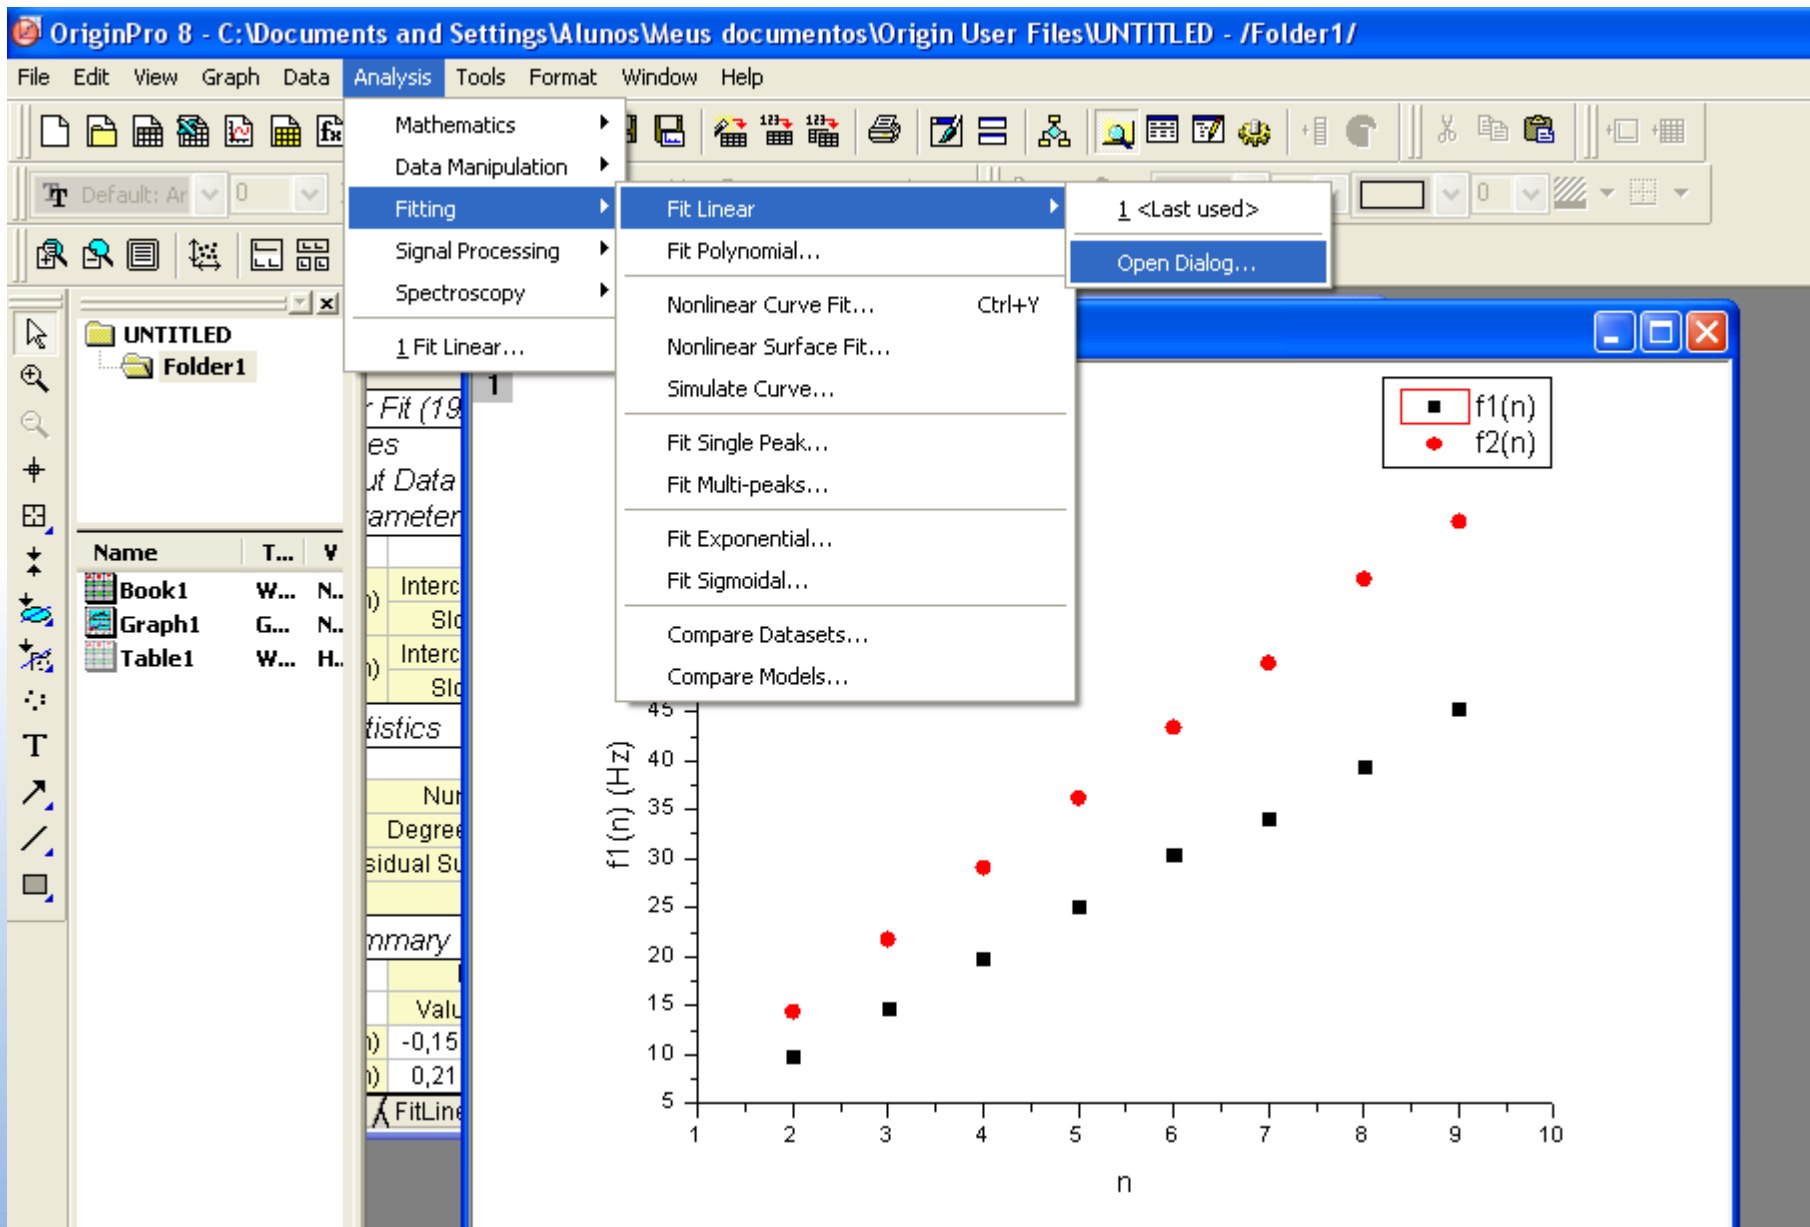 OriginPro 8 - C:\Documents and Settings\Alunos\Meus documentos\Origin User Files\UNTITLED - /Folder1/
File Edit View Graph Data Analysis Tools Format Window Help
Default: Ar 0 0
Mathematics
Data Manipulation
Fitting
Signal Processing
Spectroscopy
1 Fit Linear...
Fit Linear
Fit Polynomial...
Nonlinear Curve Fit... Ctrl+Y
Nonlinear Surface Fit...
Simulate Curve...
Fit Single Peak...
Fit Multi-peaks...
Fit Exponential...
Fit Sigmoidal...
Compare Datasets...
Compare Models...
1 <Last used>
Open Dialog...
UNTITLED
Folder1
Name T... V
Book1 W... N..
Graph1 G... N..
Table1 W... H..
r Fit (19
es
ut Data
ameter
Interc
Slo
Interc
Slo
tistics
Nur
Degree
sidual Su
mmary
Valu
n) -0,15
n) 0,21
FitLine
1
f1(n)
f2(n)
45
40
35
30
25
20
15
10
5
f1(n) (Hz)
1 2 3 4 5 6 7 8 9 10
n